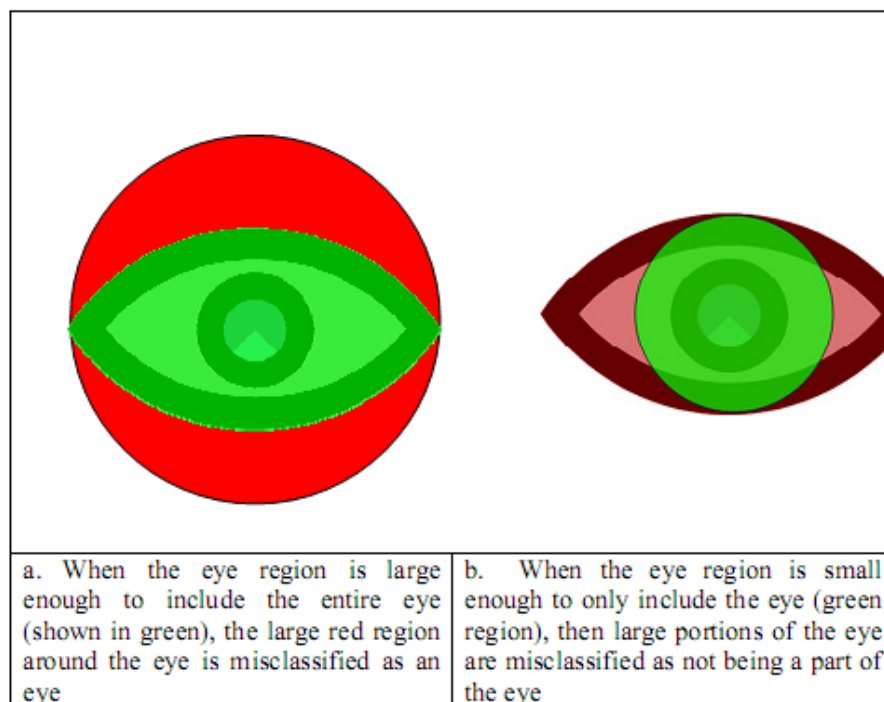 a. When the eye region is large
enough to include the entire eye
(shown in green), the large red region
around the eye is misclassified as an
eye
b. When the eye region is small
enough to only include the eye (green
region), then large portions of the eye
are misclassified as not being a part of
the eye